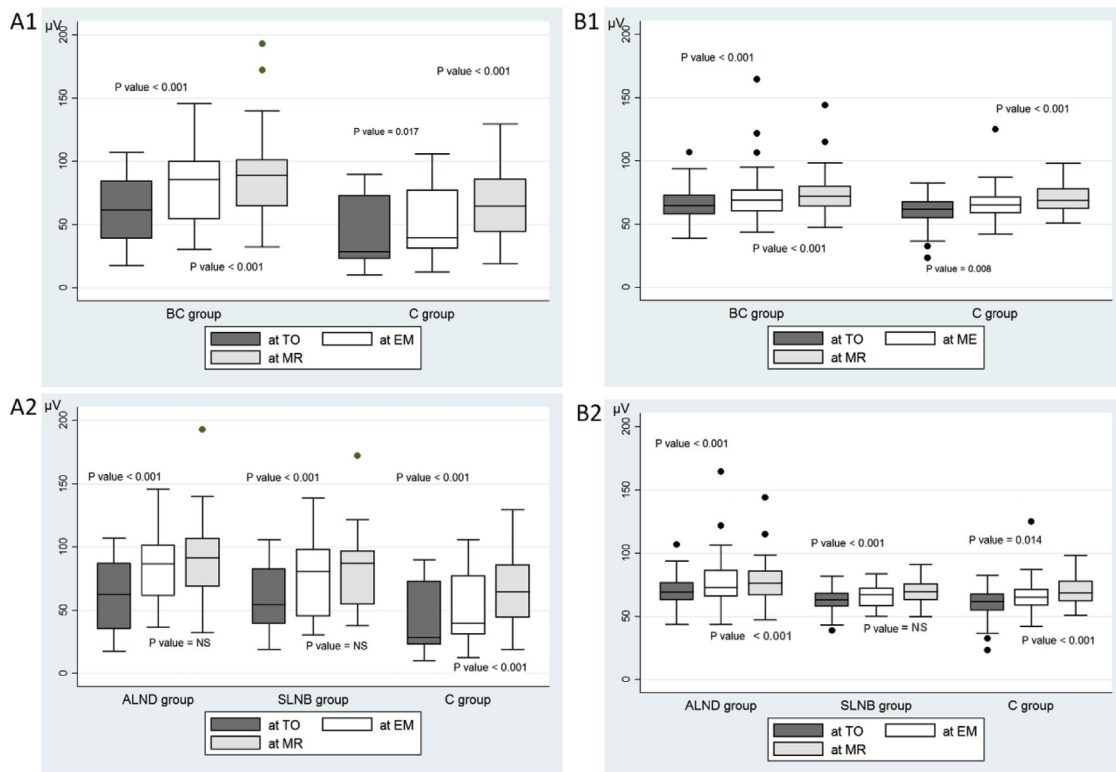 A1
µV
200
150
100
50
0
P value < 0.001
P value < 0.001
P value = 0.017
P value < 0.001
BC group
C group
at TO
at EM
at MR
B1
µV
200
150
100
50
0
P value < 0.001
P value < 0.001
P value < 0.001
P value = 0.008
BC group
C group
at TO
at ME
at MR
A2
µV
200
150
100
50
0
P value < 0.001
P value < 0.001
P value < 0.001
P value = NS
P value = NS
P value < 0.001
ALND group
SLNB group
C group
at TO
at EM
at MR
B2
µV
200
150
100
50
0
P value < 0.001
P value < 0.001
P value = 0.014
P value < 0.001
P value = NS
P value < 0.001
ALND group
SLNB group
C group
at TO
at EM
at MR